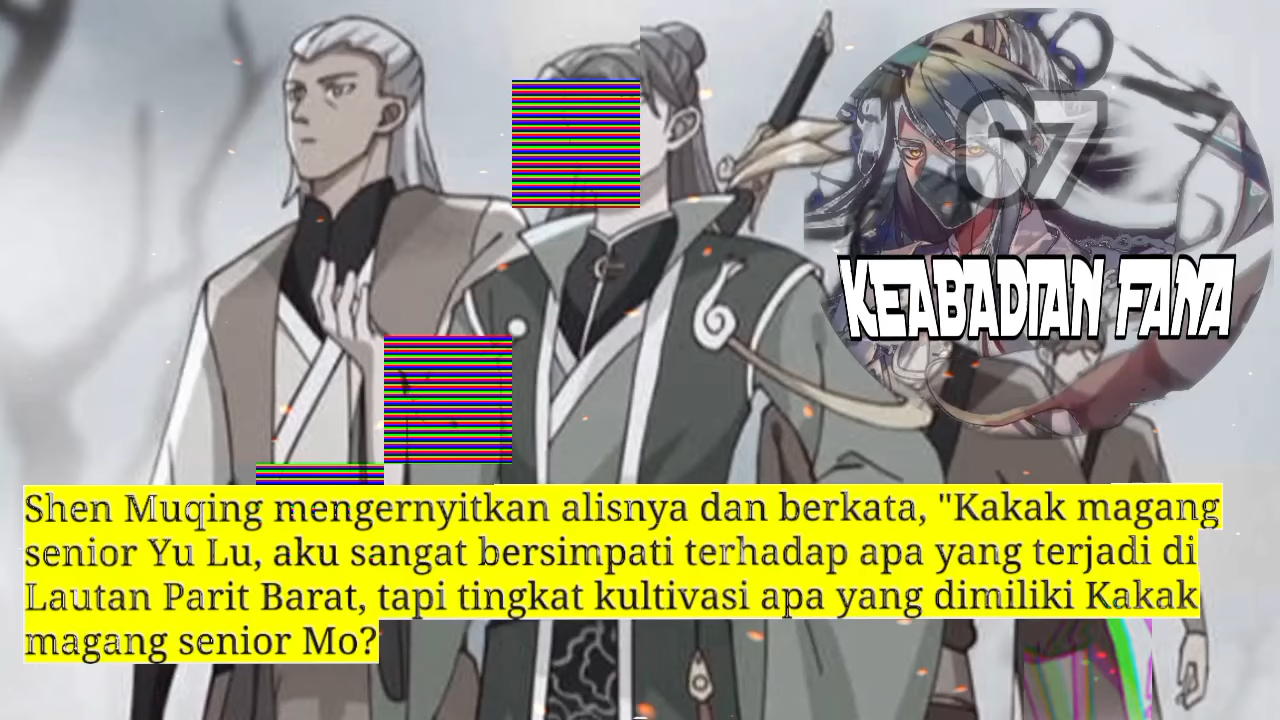 67
KEABADIAN FANA
Shen Muqing mengernyitkan alisnya dan berkata, "Kakak magang
senior Yu Lu, aku sangat bersimpati terhadap apa yang terjadi di
Lautan Parit Barat, tapi tingkat kultivasi apa yang dimiliki Kakak
magang senior Mo?